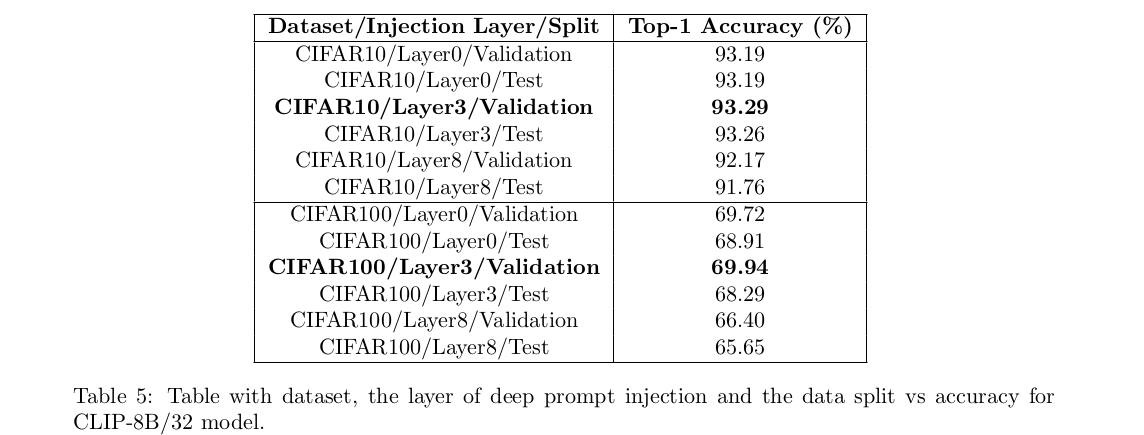 Dataset/Injection Layer/Split Top-1 Accuracy (%)
CIFAR10/Layer0/Validation 93.19
CIFAR10/Layer0/Test 93.19
CIFAR10/Layer3/Validation 93.29
CIFAR10/Layer3/Test 93.26
CIFAR10/Layer8/Validation 92.17
CIFAR10/Layer8/Test 91.76
CIFAR100/Layer0/Validation 69.72
CIFAR100/Layer0/Test 68.91
CIFAR100/Layer3/Validation 69.94
CIFAR100/Layer3/Test 68.29
CIFAR100/Layer8/Validation 66.40
CIFAR100/Layer8/Test 65.65
Table 5: Table with dataset, the layer of deep prompt injection and the data split vs accuracy for
CLIP-8B/32 model.